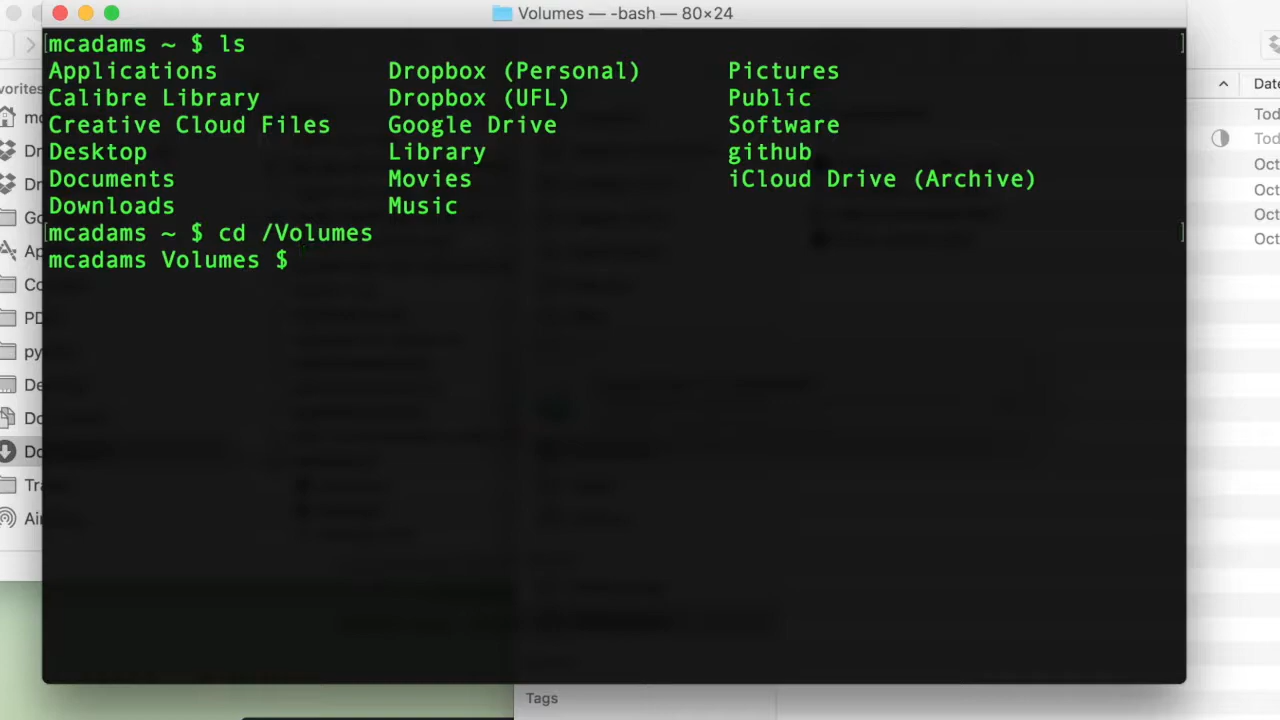 Volumes — -bash — 80×24
mcadams ~ $ ls
Applications Dropbox (Personal) Pictures
Calibre Library Dropbox (UFL) Public
Creative Cloud Files Google Drive Software
Desktop Library github
Documents Movies iCloud Drive (Archive)
Downloads Music
mcadams ~ $ cd /Volumes
mcadams Volumes $
Tags